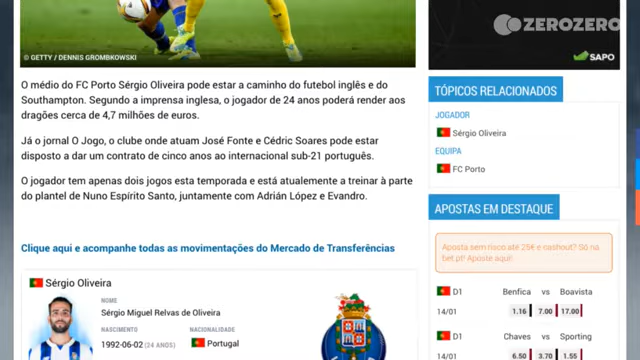 ZEROZERO
© GETTY / DENNIS GROMBKOWSKI
SAPO
O médio do FC Porto Sérgio Oliveira pode estar a caminho do futebol inglês e do
Southampton. Segundo a imprensa inglesa, o jogador de 24 anos poderá render aos
dragões cerca de 4,7 milhões de euros.
Já o jornal O Jogo, o clube onde atuam José Fonte e Cédric Soares pode estar
disposto a dar um contrato de cinco anos ao internacional sub-21 português.
O jogador tem apenas dois jogos esta temporada e está atualemente a treinar à parte
do plantel de Nuno Espírito Santo, juntamente com Adrián López e Evandro.
Clique aqui e acompanhe todas as movimentações do Mercado de Transferências
Sérgio Oliveira
NOME
Sérgio Miguel Relvas de Oliveira
NASCIMENTO
NACIONALIDADE
1992-06-02 (24 ANOS)
Portugal
TÓPICOS RELACIONADOS
JOGADOR
Sérgio Oliveira
EQUIPA
FC Porto
APOSTAS EM DESTAQUE
Aposta sem risco até 25€ e cashout? Só na
bet.pt! Aposte aqui!
D1
Benfica vs Boavista
14/01
1.16 7.00 17.00
D1
Chaves vs Sporting
14/01
6.50 3.70 1.55